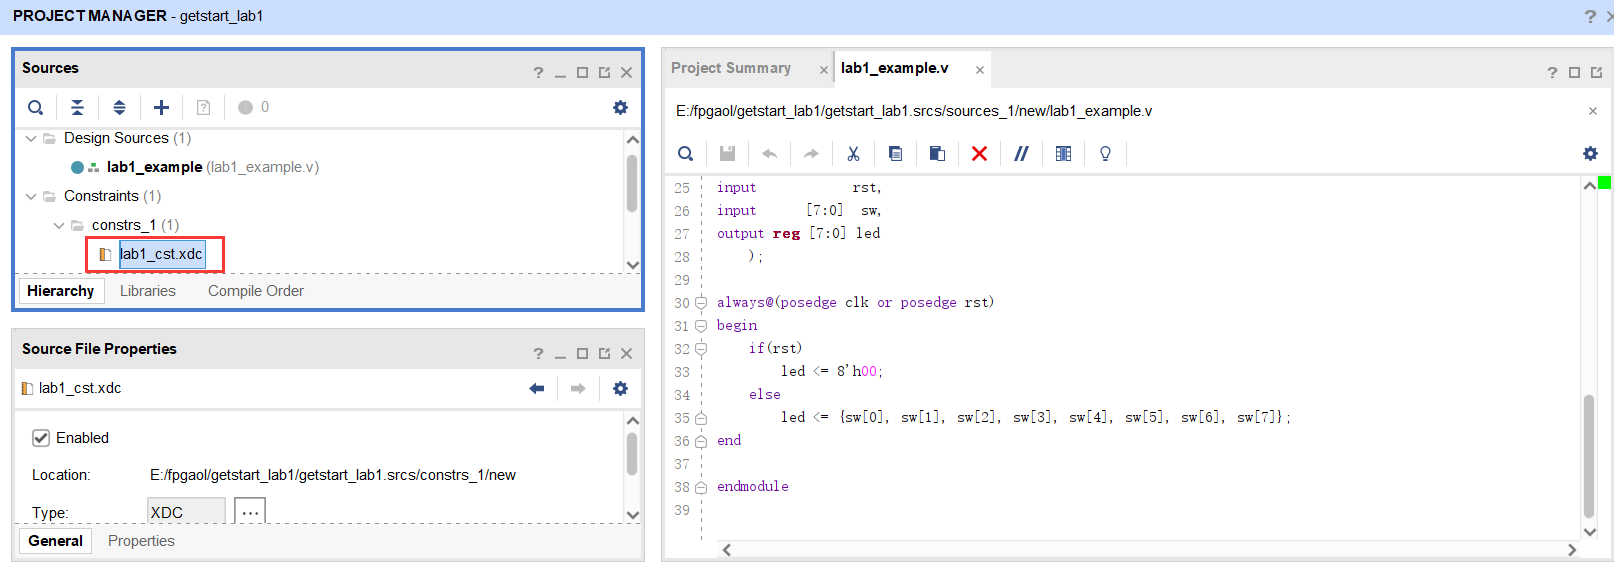 PROJECT MANAGER - getstart_lab1
Sources
0
Design Sources (1)
lab1_example (lab1_example.v)
Constraints (1)
constrs_1 (1)
lab1_cst.xdc
Hierarchy Libraries Compile Order
Source File Properties
lab1_cst.xdc
Enabled
Location: E:/fpgaol/getstart_lab1/getstart_lab1.srcs/constrs_1/new
Type: XDC ...
General Properties
Project Summary lab1_example.v
E:/fpgaol/getstart_lab1/getstart_lab1.srcs/sources_1/new/lab1_example.v
25 input rst,
26 input [7:0] sw,
27 output reg [7:0] led
28 );
29
30 always@(posedge clk or posedge rst)
31 begin
32 if(rst)
33 led <= 8'h00;
34 else
35 led <= {sw[0], sw[1], sw[2], sw[3], sw[4], sw[5], sw[6], sw[7]};
36 end
37
38 endmodule
39